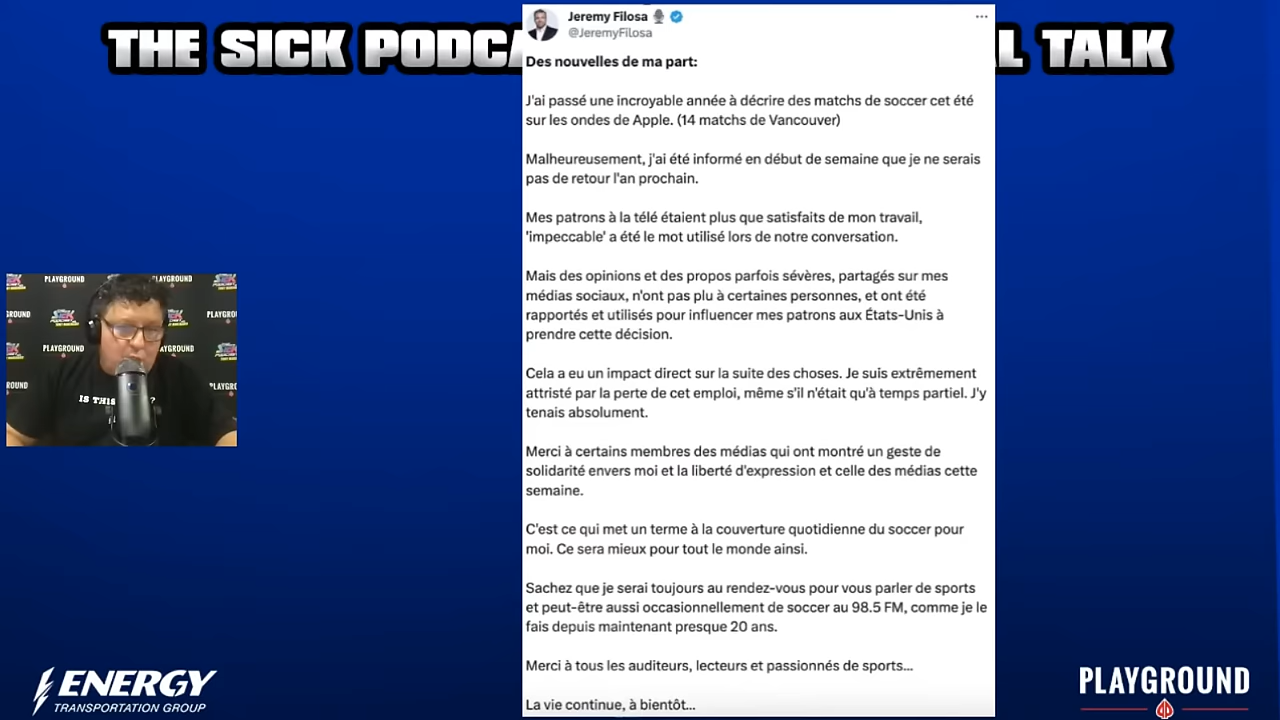 THE SICK PODCA
L TALK
Jeremy Filosa
@JeremyFilosa
Des nouvelles de ma part:
J'ai passé une incroyable année à décrire des matchs de soccer cet été
sur les ondes de Apple. (14 matchs de Vancouver)
Malheureusement, j'ai été informé en début de semaine que je ne serais
pas de retour l'an prochain.
Mes patrons à la télé étaient plus que satisfaits de mon travail,
'impeccable' a été le mot utilisé lors de notre conversation.
Mais des opinions et des propos parfois sévères, partagés sur mes
médias sociaux, n'ont pas plu à certaines personnes, et ont été
rapportés et utilisés pour influencer mes patrons aux États-Unis à
prendre cette décision.
Cela a eu un impact direct sur la suite des choses. Je suis extrêmement
attristé par la perte de cet emploi, même s'il n'était qu'à temps partiel. J'y
tenais absolument.
Merci à certains membres des médias qui ont montré un geste de
solidarité envers moi et la liberté d'expression et celle des médias cette
semaine.
C'est ce qui met un terme à la couverture quotidienne du soccer pour
moi. Ce sera mieux pour tout le monde ainsi.
Sachez que je serai toujours au rendez-vous pour vous parler de sports
et peut-être aussi occasionnellement de soccer au 98.5 FM, comme je le
fais depuis maintenant presque 20 ans.
Merci à tous les auditeurs, lecteurs et passionnés de sports...
La vie continue, à bientôt...
PLAYGROUND
PLAYGROUND
PLAYGROUND
IS THIS
ENERGY
TRANSPORTATION GROUP
PLAYGROUND